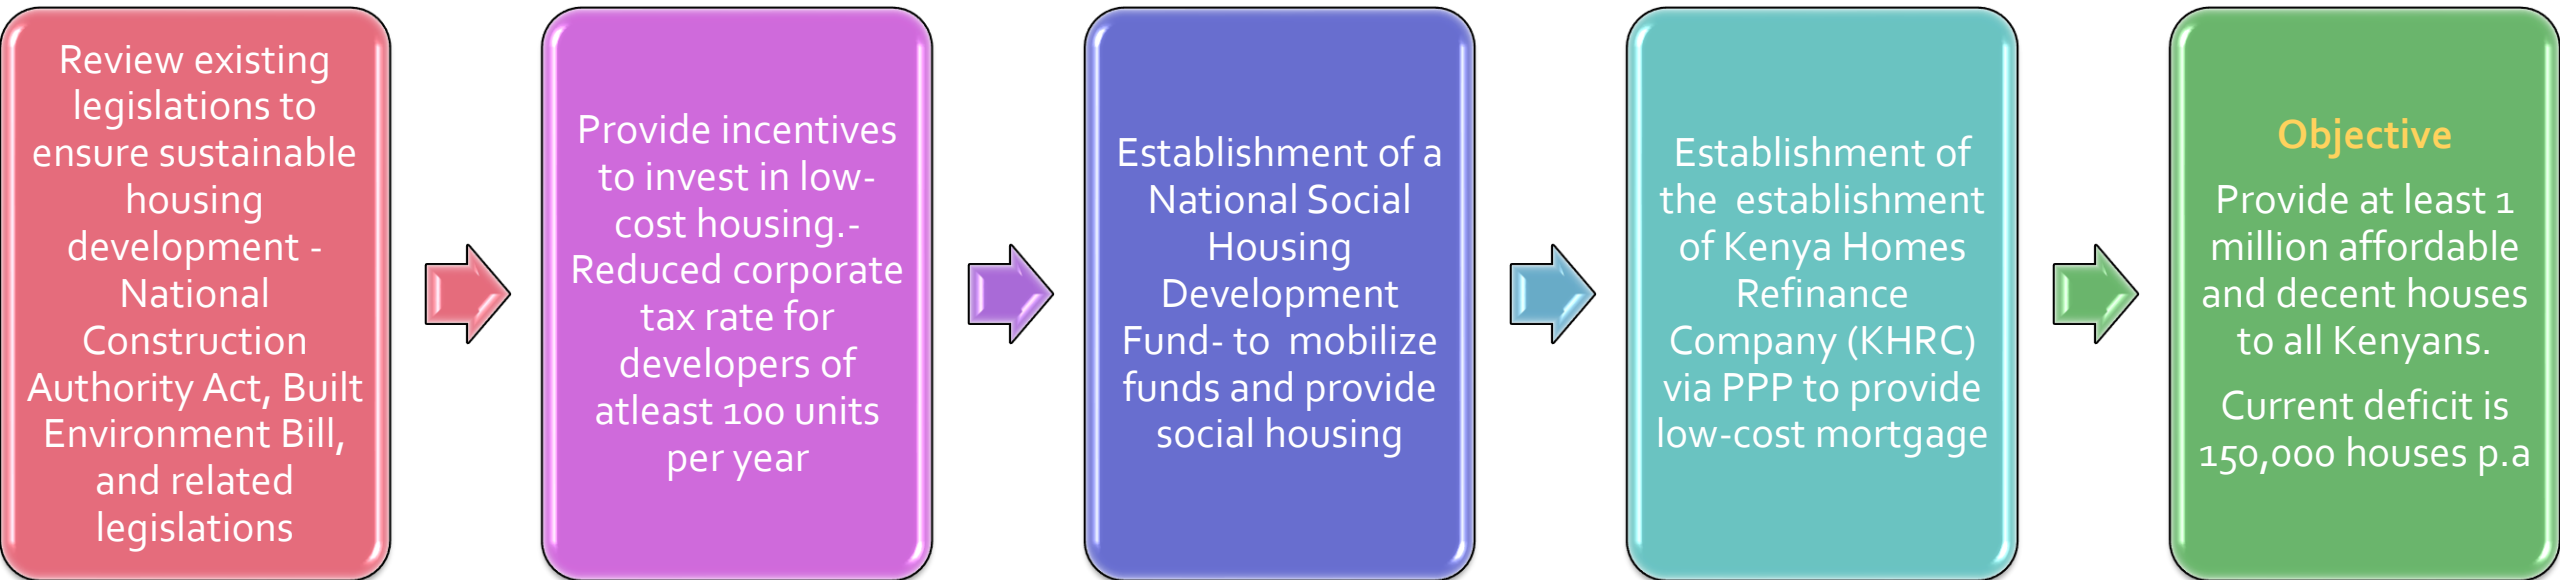 Review existing
legislations to
ensure sustainable
housing
development -
National
Construction
Authority Act, Built
Environment Bill,
and related
legislations
Provide incentives
to invest in low-
cost housing.-
Reduced corporate
tax rate for
developers of
atleast 100 units
per year
Establishment of a
National Social
Housing
Development
Fund- to  mobilize
funds and provide
social housing
Establishment of
the  establishment
of Kenya Homes
Refinance
Company (KHRC)
via PPP to provide
low-cost mortgage
Objective
Provide at least 1
million affordable
and decent houses
to all Kenyans.
Current deficit is
150,000 houses p.a